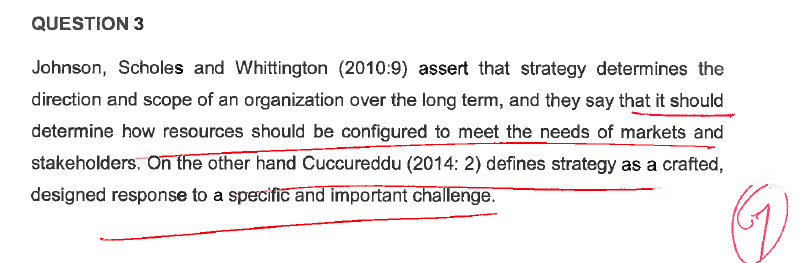 QUESTION 3
Johnson, Scholes and Whittington (2010:9) assert that strategy determines the
direction and scope of an organization over the long term, and they say that it should
determine how resources should be configured to meet the needs of markets and
stakeholders. On the other hand Cuccureddu (2014: 2) defines strategy as a crafted,
designed response to a specific and important challenge.